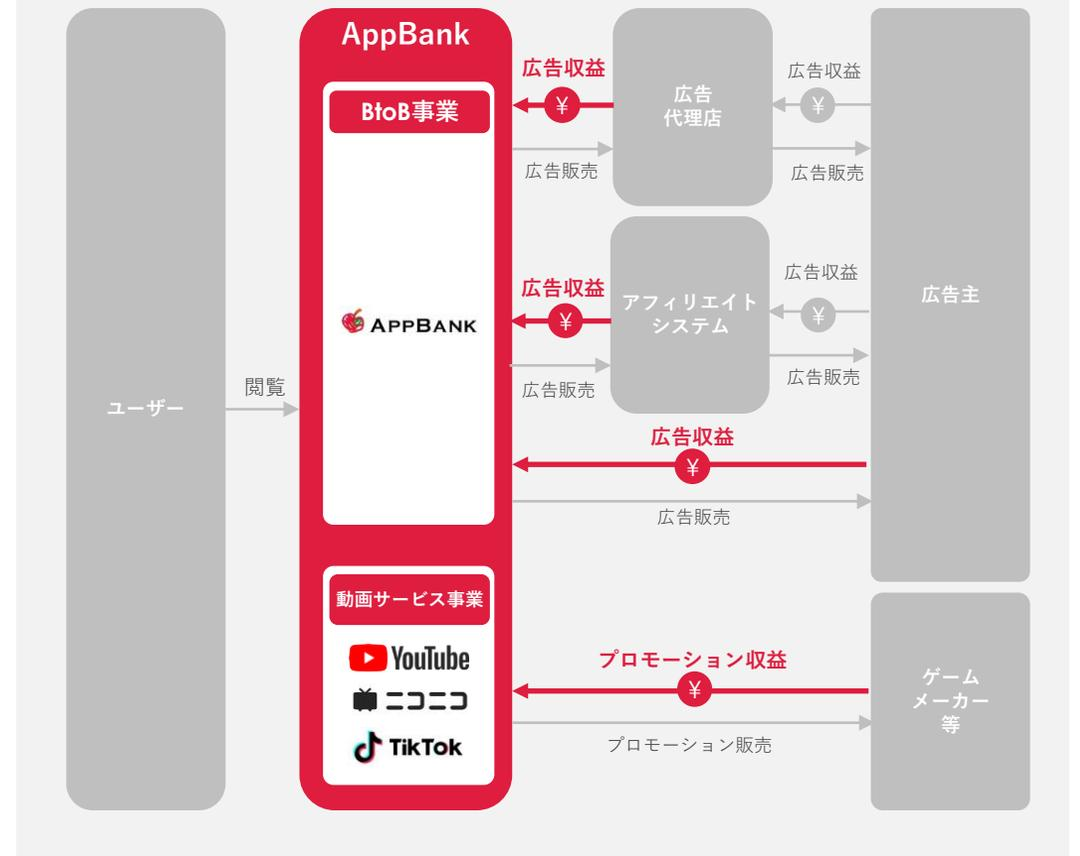 AppBank
BtoB事業
APPBANK
動画サービス事業
YouTube
ニコニコ
TikTok
ユーザー
閲覧
広告収益
¥
広告販売
広告
代理店
広告収益
¥
広告販売
広告収益
¥
広告販売
アフィリエイト
システム
広告収益
¥
広告販売
広告収益
¥
広告販売
広告主
プロモーション収益
¥
プロモーション販売
ゲーム
メーカー
等